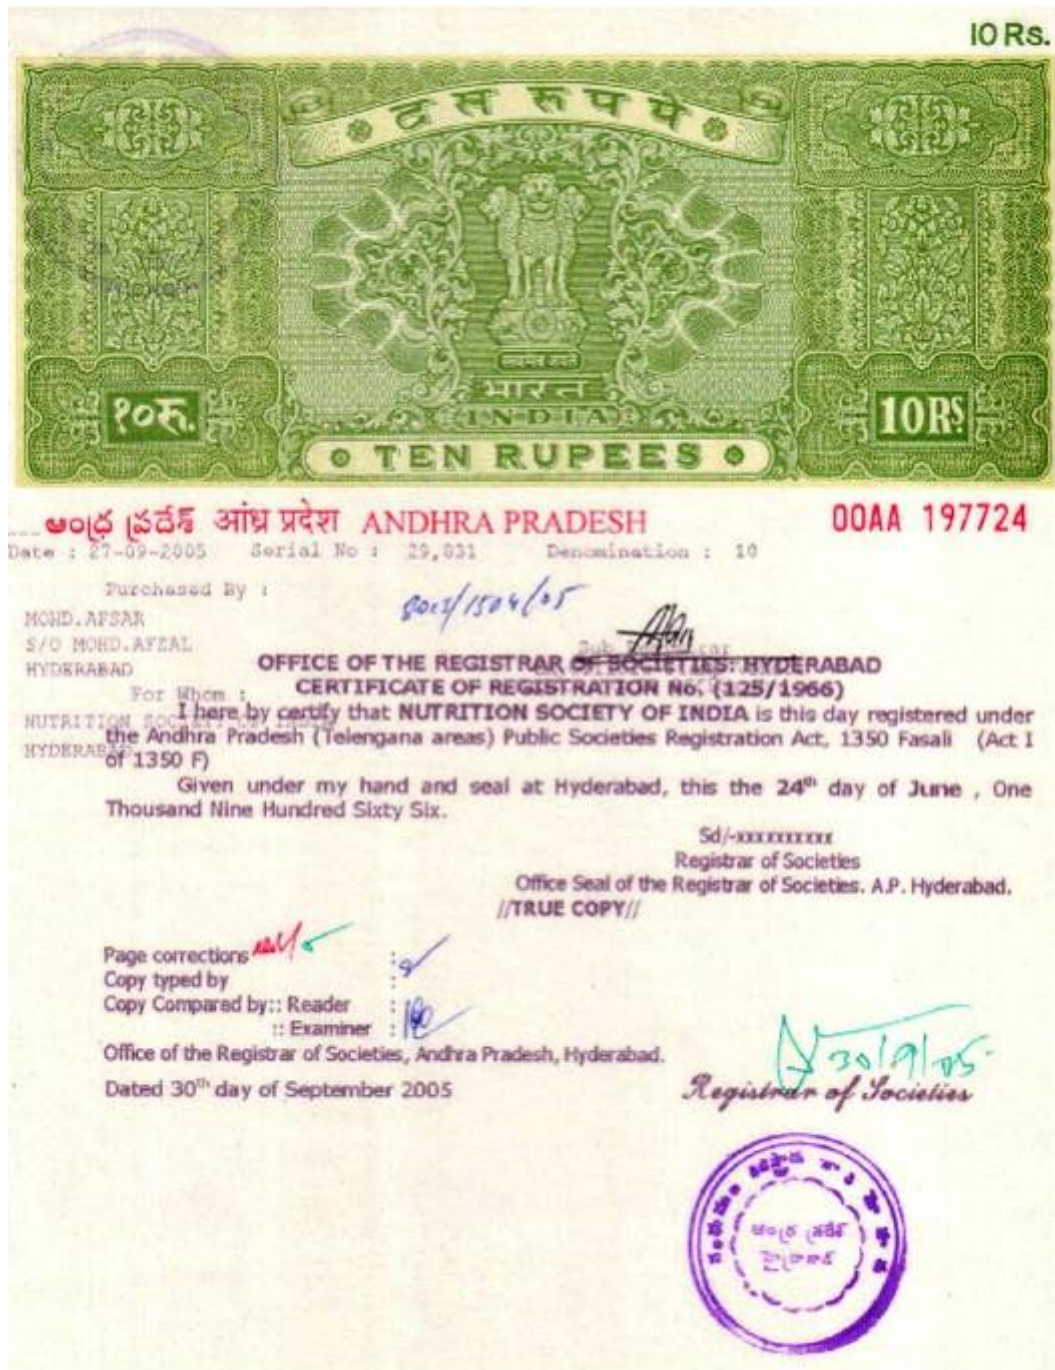 10 Rs.
दस रुपये
सत्यमेव जयते
भारत
INDIA
१०रु.
10RS
TEN RUPEES
ఆంధ్ర ప్రదేశ్ आंध्र प्रदेश ANDHRA PRADESH
00AA 197724
Date : 27-09-2005 Serial No : 29,831 Denomination : 10
Purchased By :
MOHD.AFSAR
S/O MOHD.AFZAL
HYDERABAD
For Whom :
NUTRITION SOCIETY OF INDIA
HYDERABAD
Sub
OFFICE OF THE REGISTRAR OF SOCIETIES: HYDERABAD
CERTIFICATE OF REGISTRATION No. (125/1966)
I here by certify that NUTRITION SOCIETY OF INDIA is this day registered under
the Andhra Pradesh (Telengana areas) Public Societies Registration Act, 1350 Fasali (Act I
of 1350 F)
Given under my hand and seal at Hyderabad, this the 24th day of June , One
Thousand Nine Hundred Sixty Six.
Sd/-xxxxxxxxxx
Registrar of Societies
Office Seal of the Registrar of Societies. A.P. Hyderabad.
//TRUE COPY//
Page corrections :
Copy typed by :
Copy Compared by:: Reader :
:: Examiner :
Office of the Registrar of Societies, Andhra Pradesh, Hyderabad.
Dated 30th day of September 2005
30/9/05
Registrar of Societies
ఆంధ్ర ప్రదేశ్
హైద్రాబాద్